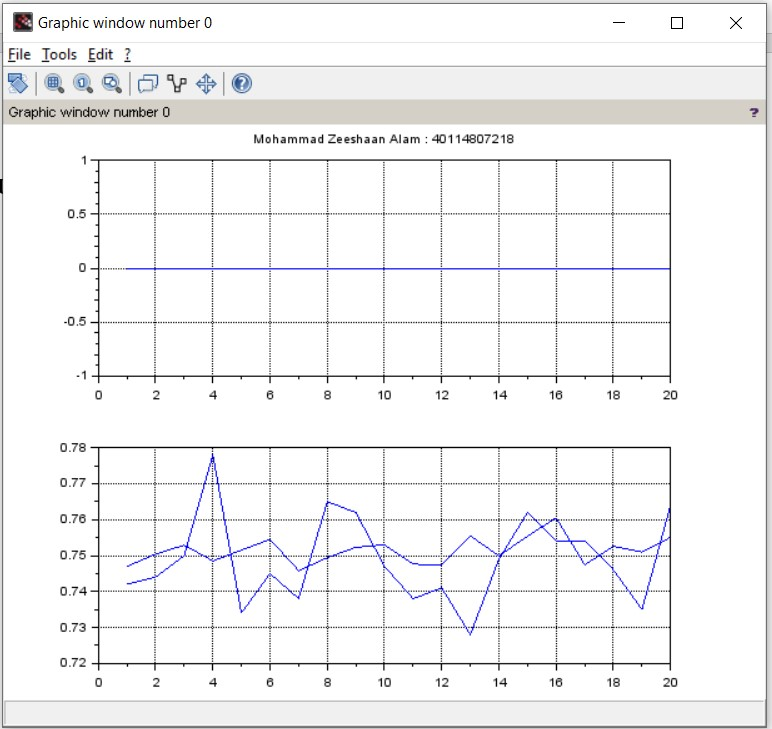 Graphic window number 0
File Tools Edit ?
Graphic window number 0 ?
Mohammad Zeeshaan Alam : 40114807218
1
0.5
0
-0.5
-1
0 2 4 6 8 10 12 14 16 18 20
0.78
0.77
0.76
0.75
0.74
0.73
0.72
0 2 4 6 8 10 12 14 16 18 20